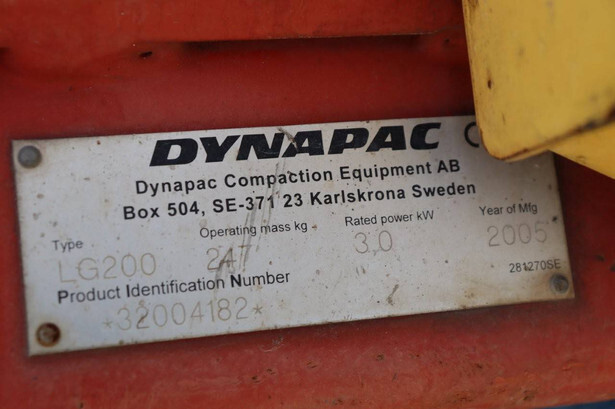 DYNAPAC
Dynapac Compaction Equipment AB
Box 504, SE-371 23 Karlskrona Sweden
Type Operating mass kg Rated power kW Year of Mfg
LG200 247 3,0 2005
Product Identification Number 281270SE
*32004182*